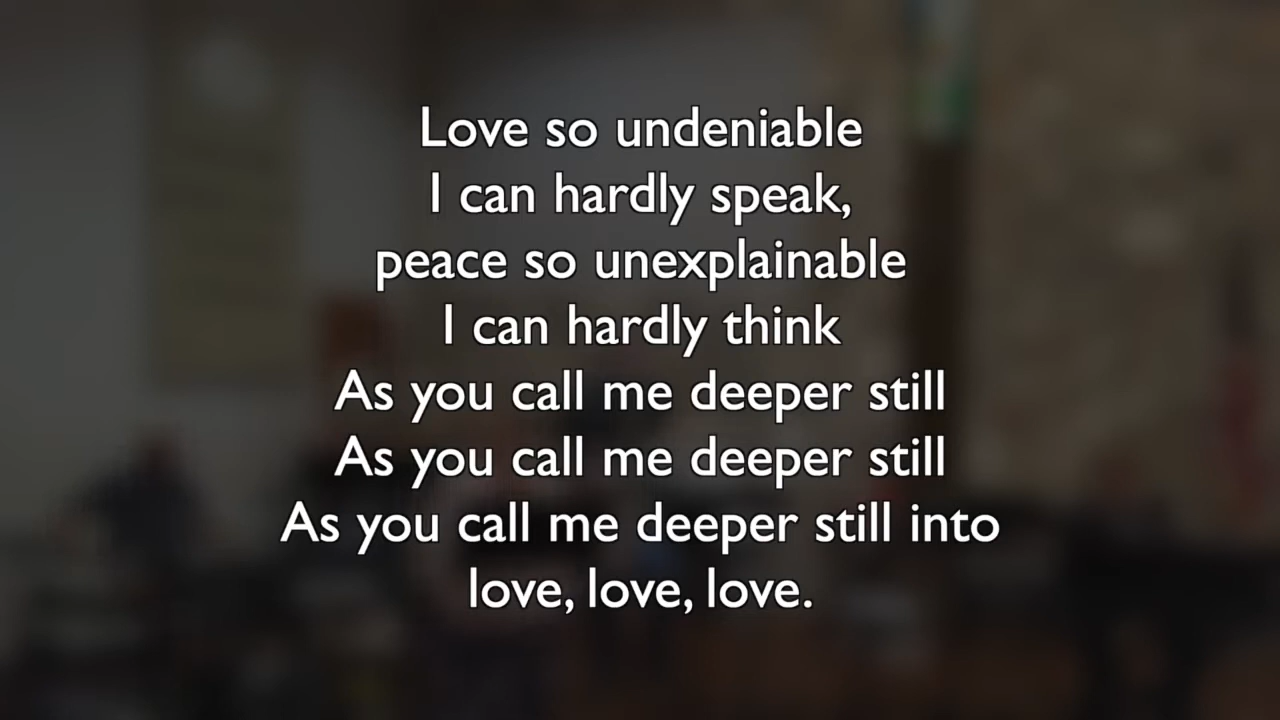 Love so undeniable
I can hardly speak,
peace so unexplainable
I can hardly think
As you call me deeper still
As you call me deeper still
As you call me deeper still into
love, love, love.